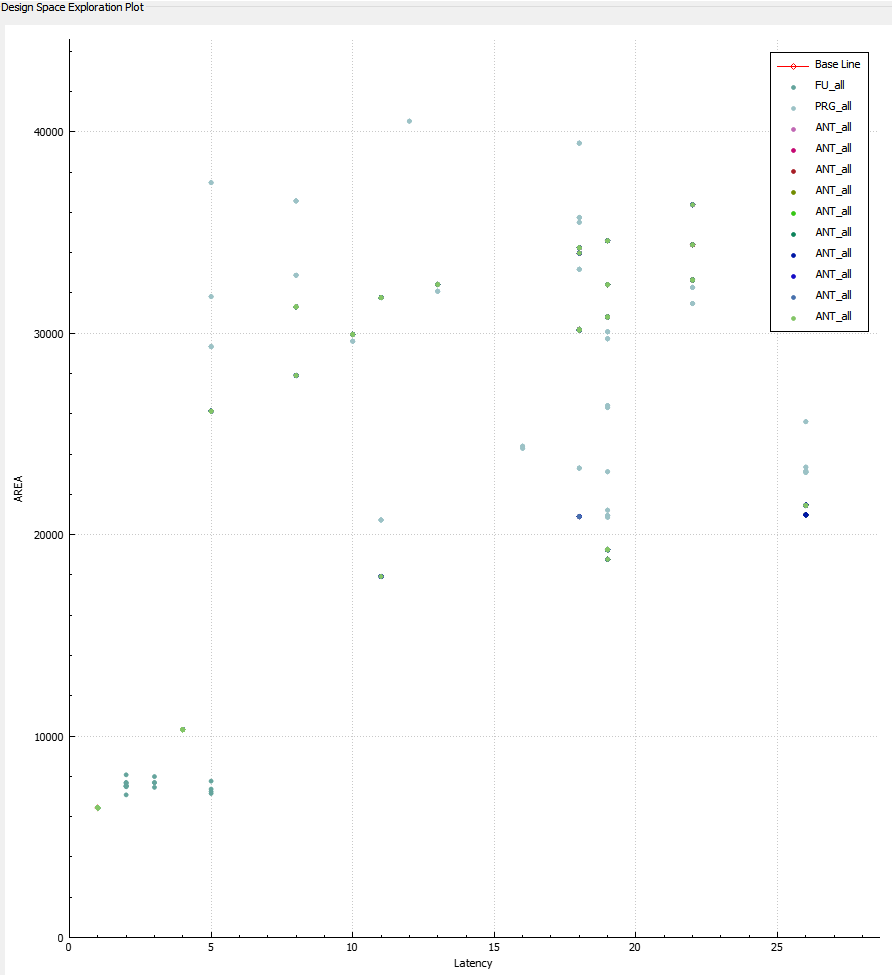 Design Space Exploration Plot
Base Line
FU_all
PRG_all
ANT_all
ANT_all
ANT_all
ANT_all
ANT_all
ANT_all
ANT_all
ANT_all
ANT_all
ANT_all
40000
30000
20000
10000
0
AREA
0 5 10 15 20 25
Latency